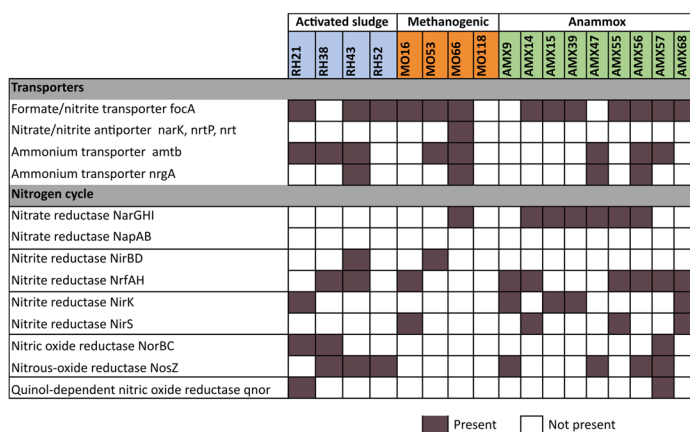 Activated sludge Methanogenic Anammox
RH21 RH38 RH43 RH52 MO16 MO53 MO66 MO118 AMX9 AMX14 AMX15 AMX39 AMX47 AMX55 AMX56 AMX57 AMX68
Transporters
Formate/nitrite transporter focA
Nitrate/nitrite antiporter narK, nrtP, nrt
Ammonium transporter amtb
Ammonium transporter nrgA
Nitrogen cycle
Nitrate reductase NarGHI
Nitrate reductase NapAB
Nitrite reductase NirBD
Nitrite reductase NrfAH
Nitrite reductase NirK
Nitrite reductase NirS
Nitric oxide reductase NorBC
Nitrous-oxide reductase NosZ
Quinol-dependent nitric oxide reductase qnor
Present Not present